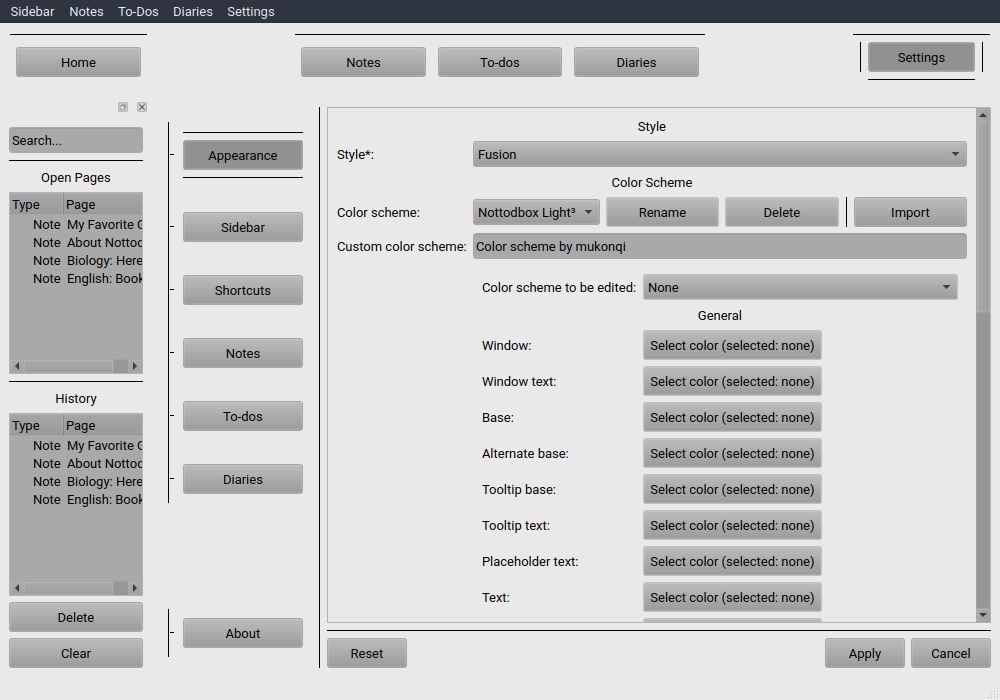 Sidebar Notes To-Dos Diaries Settings
Home Notes To-dos Diaries Settings
Search...
Open Pages
Type Page
Note My Favorite
Note About Nottod
Note Biology: Here
Note English: Book
History
Type Page
Note My Favorite
Note About Nottod
Note Biology: Here
Note English: Book
Delete
Clear
Appearance
Sidebar
Shortcuts
Notes
To-dos
Diaries
About
Style
Style*: Fusion
Color Scheme
Color scheme: Nottodbox Light³ Rename Delete Import
Custom color scheme: Color scheme by mukonqi
Color scheme to be edited: None
General
Window: Select color (selected: none)
Window text: Select color (selected: none)
Base: Select color (selected: none)
Alternate base: Select color (selected: none)
Tooltip base: Select color (selected: none)
Tooltip text: Select color (selected: none)
Placeholder text: Select color (selected: none)
Text: Select color (selected: none)
Reset Apply Cancel